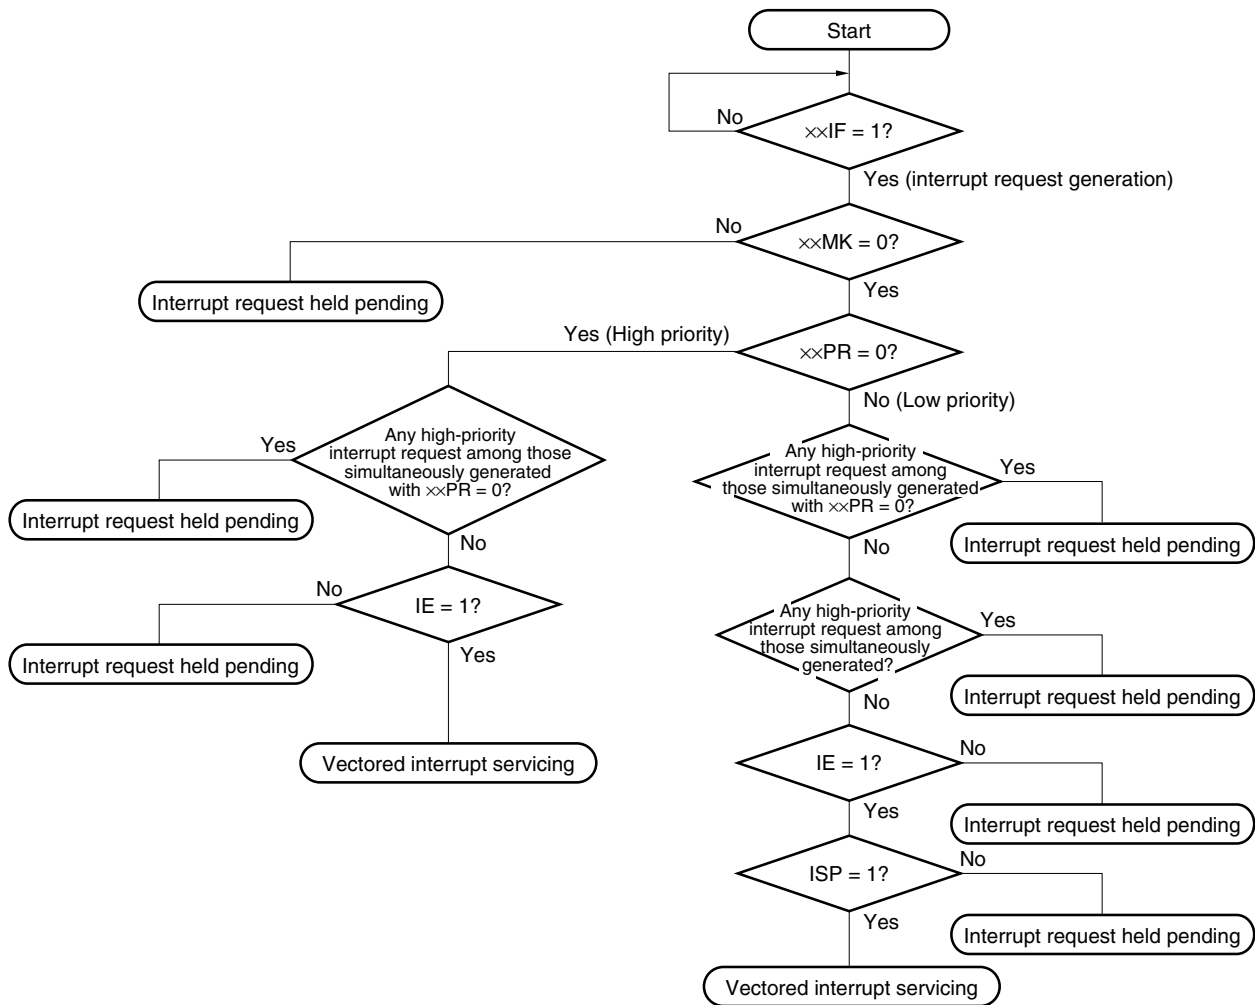 Start
No
××IF = 1?
Yes (interrupt request generation)
No
××MK = 0?
Interrupt request held pending
Yes
Yes (High priority)
××PR = 0?
No (Low priority)
Yes
Any high-priority
interrupt request among those
simultaneously generated
with ××PR = 0?
Interrupt request held pending
No
Any high-priority
interrupt request among
those simultaneously generated
with ××PR = 0?
Yes
Interrupt request held pending
No
No
IE = 1?
Interrupt request held pending
Yes
Any high-priority
interrupt request among
those simultaneously
generated?
Yes
Interrupt request held pending
No
Vectored interrupt servicing
IE = 1?
No
Interrupt request held pending
Yes
ISP = 1?
No
Interrupt request held pending
Yes
Vectored interrupt servicing